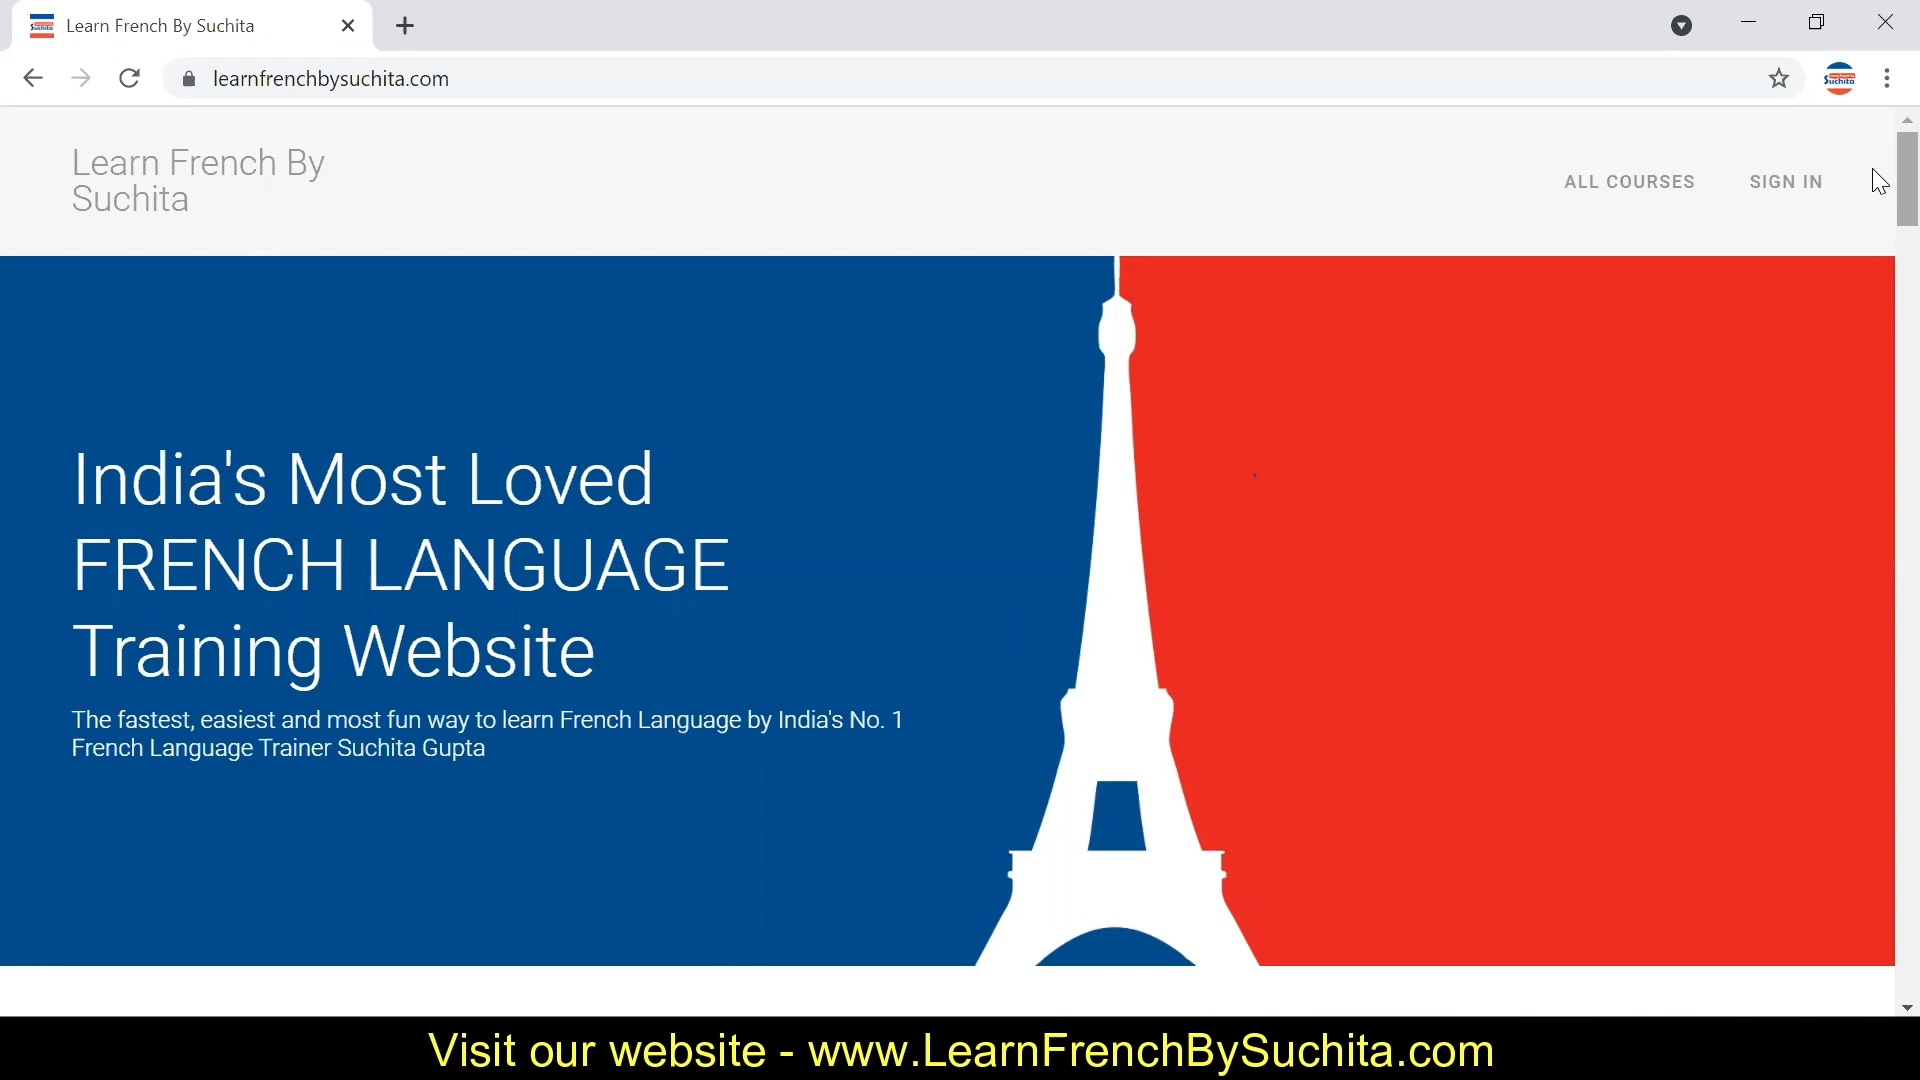 Learn French By Suchita
learnfrenchbysuchita.com
Suchita
Learn French By
Suchita
ALL COURSES
SIGN IN
India's Most Loved
FRENCH LANGUAGE
Training Website
The fastest, easiest and most fun way to learn French Language by India's No. 1
French Language Trainer Suchita Gupta
Visit our website - www.LearnFrenchBySuchita.com